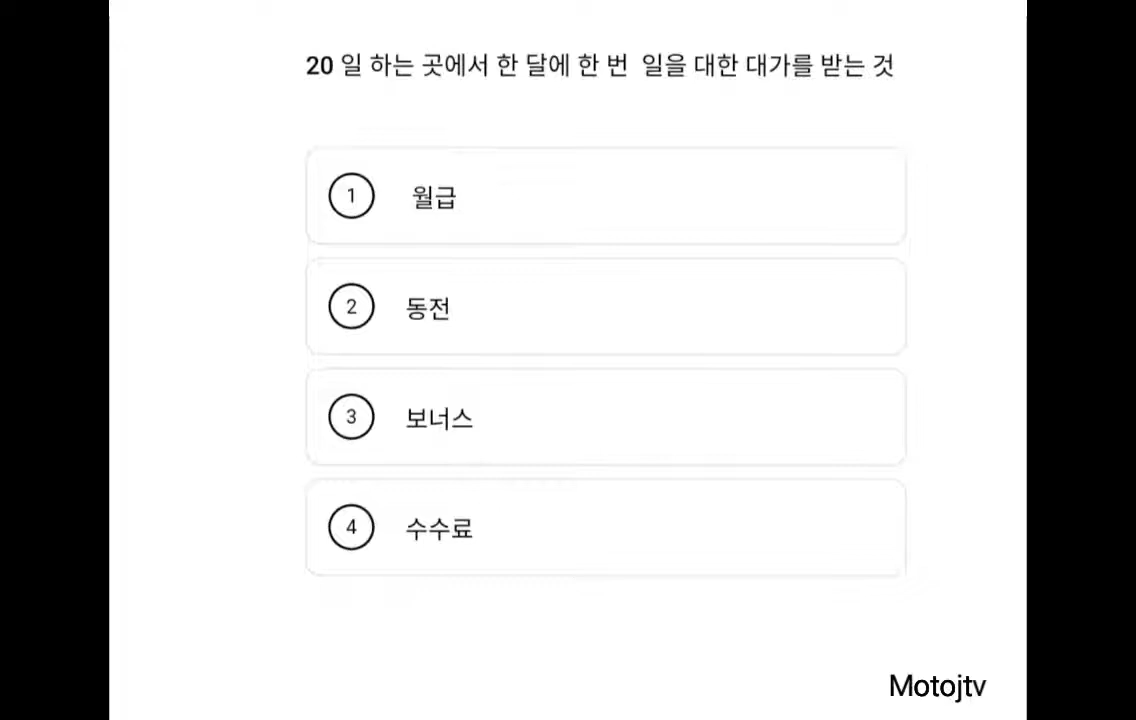 20 일 하는 곳에서 한 달에 한 번 일을 대한 대가를 받는 것
1 월급
2 동전
3 보너스
4 수수료
Motojtv